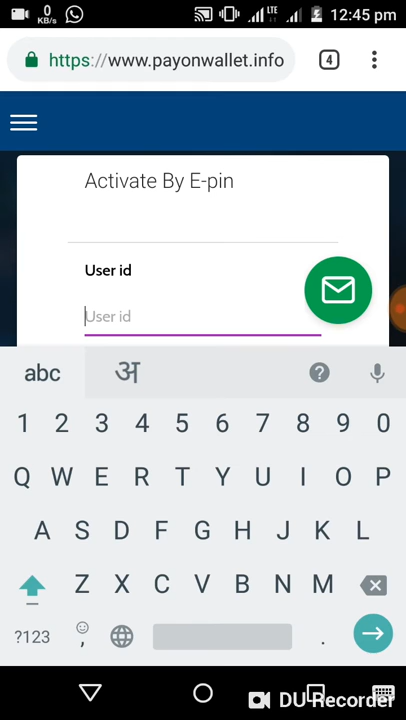 0
KB/s
LTE
12:45 pm
https://www.payonwallet.info
4
Activate By E-pin
User id
User id
abc अ ?
1 2 3 4 5 6 7 8 9 0
Q W E R T Y U I O P
A S D F G H J K L
Z X C V B N M
?123 , .
DU Recorder